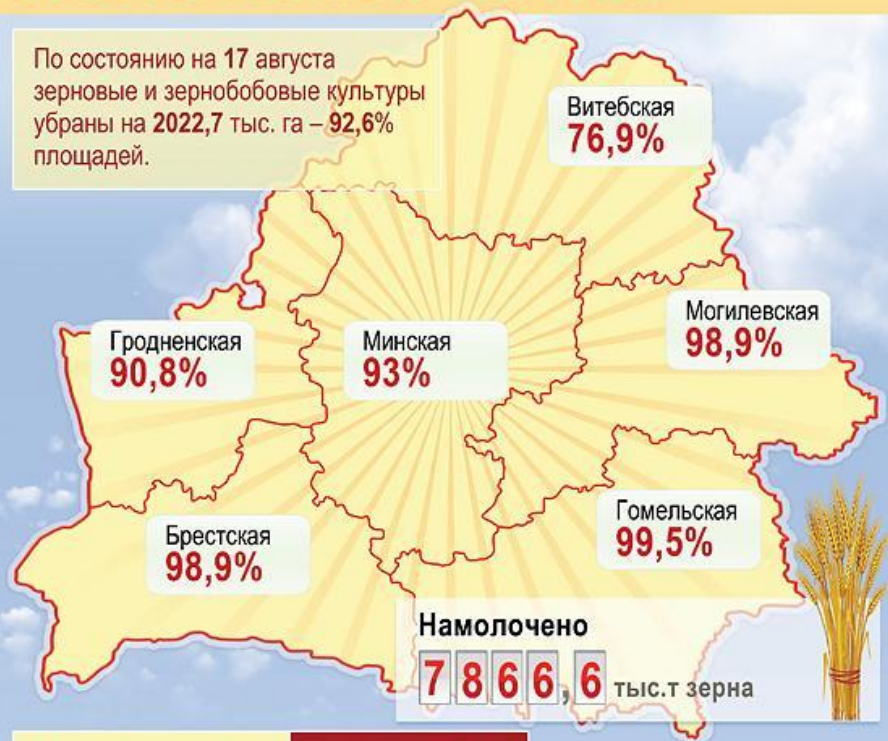 По состоянию на 17 августа
зерновые и зернобобовые культуры
убраны на 2022,7 тыс. га – 92,6%
площадей.
Витебская
76,9%
Могилевская
98,9%
Гродненская
90,8%
Минская
93%
Гомельская
99,5%
Брестская
98,9%
Намолочено
7866,6 тыс.т зерна